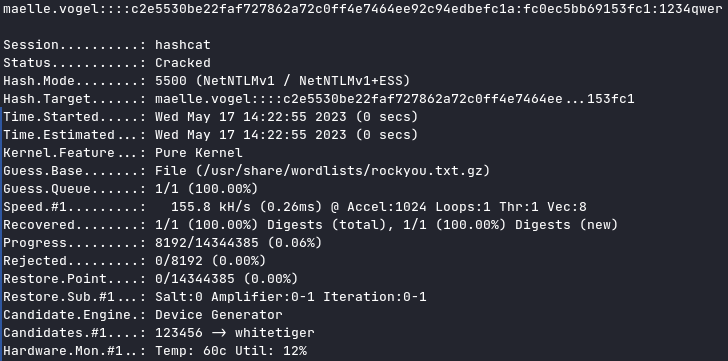 maelle.vogel::::c2e5530be22faf727862a72c0ff4e7464ee92c94edbefc1a:fc0ec5bb69153fc1:1234qwer
Session..........: hashcat
Status...........: Cracked
Hash.Mode........: 5500 (NetNTLMv1 / NetNTLMv1+ESS)
Hash.Target......: maelle.vogel::::c2e5530be22faf727862a72c0ff4e7464ee...153fc1
Time.Started.....: Wed May 17 14:22:55 2023 (0 secs)
Time.Estimated...: Wed May 17 14:22:55 2023 (0 secs)
Kernel.Feature...: Pure Kernel
Guess.Base.......: File (/usr/share/wordlists/rockyou.txt.gz)
Guess.Queue......: 1/1 (100.00%)
Speed.#1.........:   155.8 kH/s (0.26ms) @ Accel:1024 Loops:1 Thr:1 Vec:8
Recovered........: 1/1 (100.00%) Digests (total), 1/1 (100.00%) Digests (new)
Progress.........: 8192/14344385 (0.06%)
Rejected.........: 0/8192 (0.00%)
Restore.Point....: 0/14344385 (0.00%)
Restore.Sub.#1...: Salt:0 Amplifier:0-1 Iteration:0-1
Candidate.Engine.: Device Generator
Candidates.#1....: 123456 -> whitetiger
Hardware.Mon.#1..: Temp: 60c Util: 12%